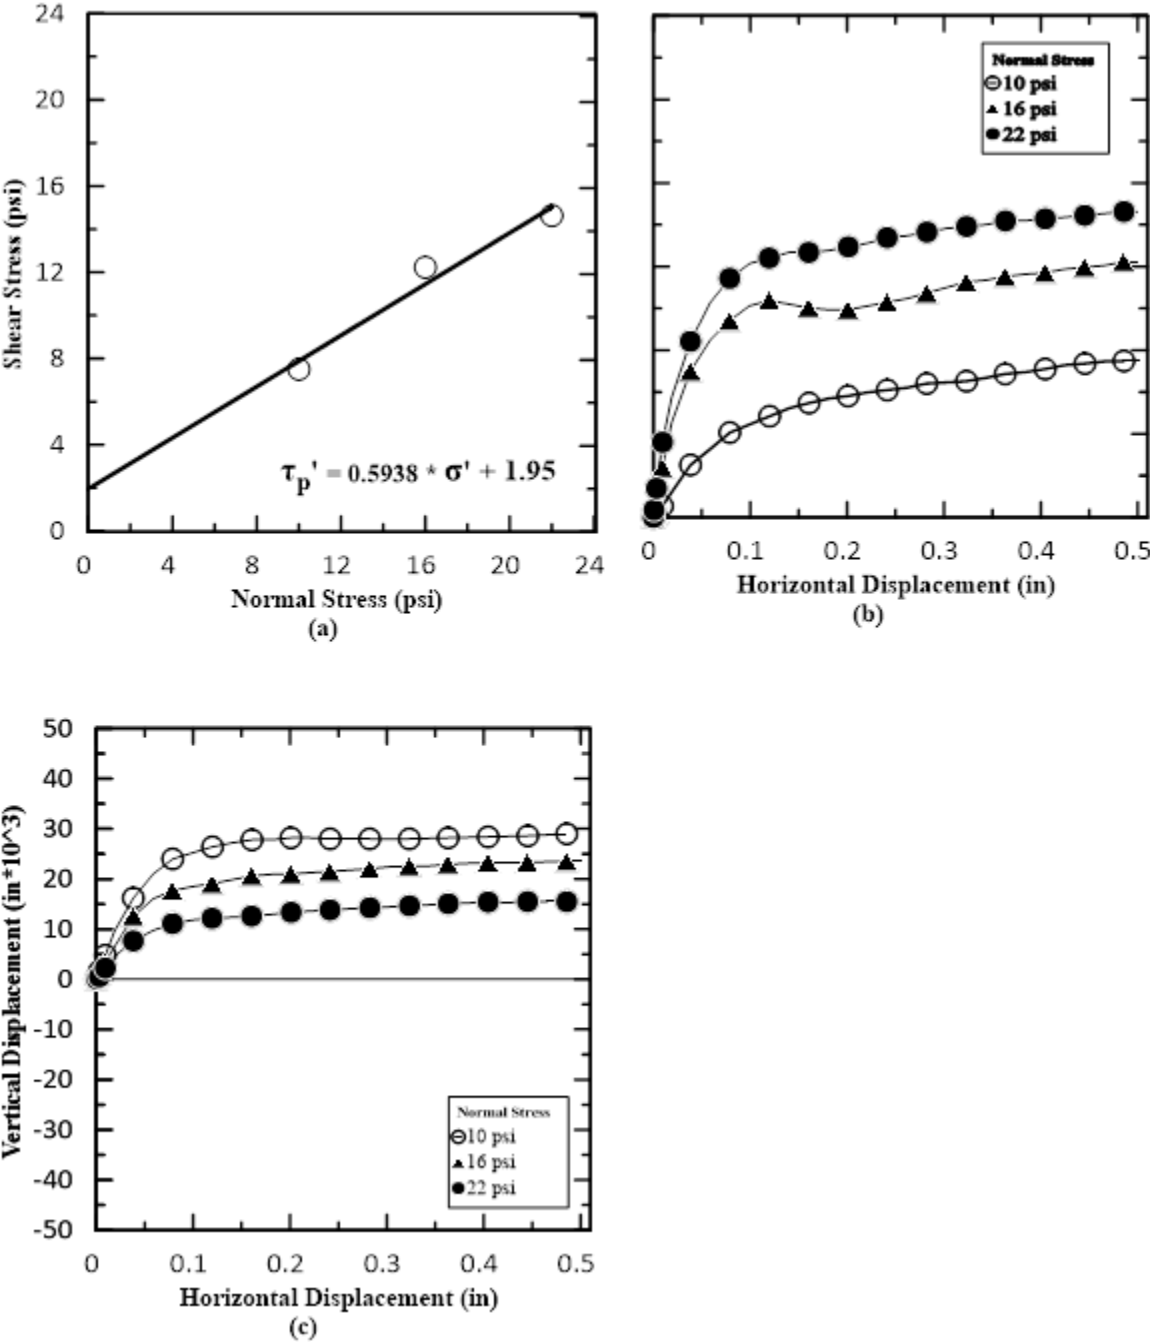 24
20
16
12
8
4
0
Shear Stress (psi)
τp' = 0.5938 * σ' + 1.95
0 4 8 12 16 20 24
Normal Stress (psi)
(a)
Normal Stress
10 psi
16 psi
22 psi
0 0.1 0.2 0.3 0.4 0.5
Horizontal Displacement (in)
(b)
50
40
30
20
10
0
-10
-20
-30
-40
-50
Vertical Displacement (in*10^3)
Normal Stress
10 psi
16 psi
22 psi
0 0.1 0.2 0.3 0.4 0.5
Horizontal Displacement (in)
(c)